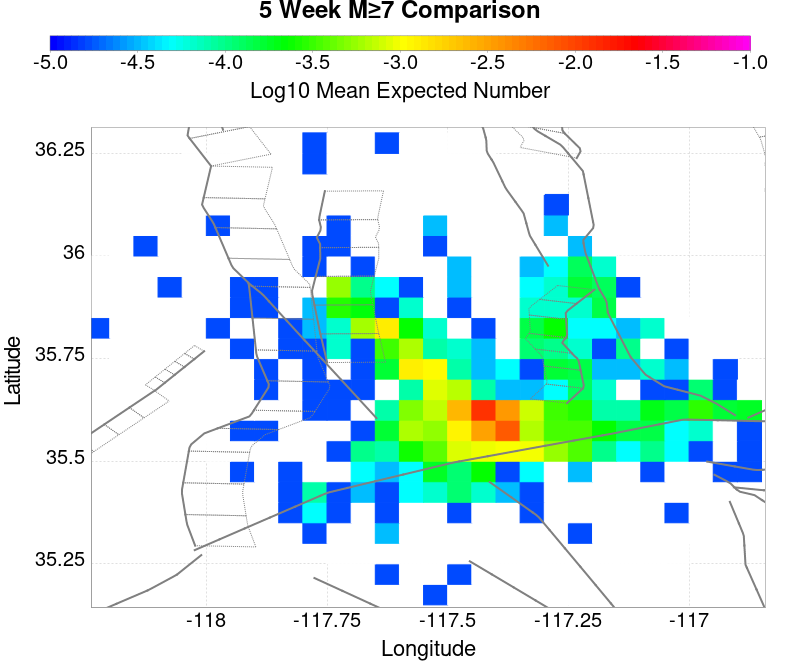 5 Week M≥7 Comparison
-5.0 -4.5 -4.0 -3.5 -3.0 -2.5 -2.0 -1.5 -1.0
Log10 Mean Expected Number
36.25
36
35.75
35.5
35.25
Latitude
-118 -117.75 -117.5 -117.25 -117
Longitude